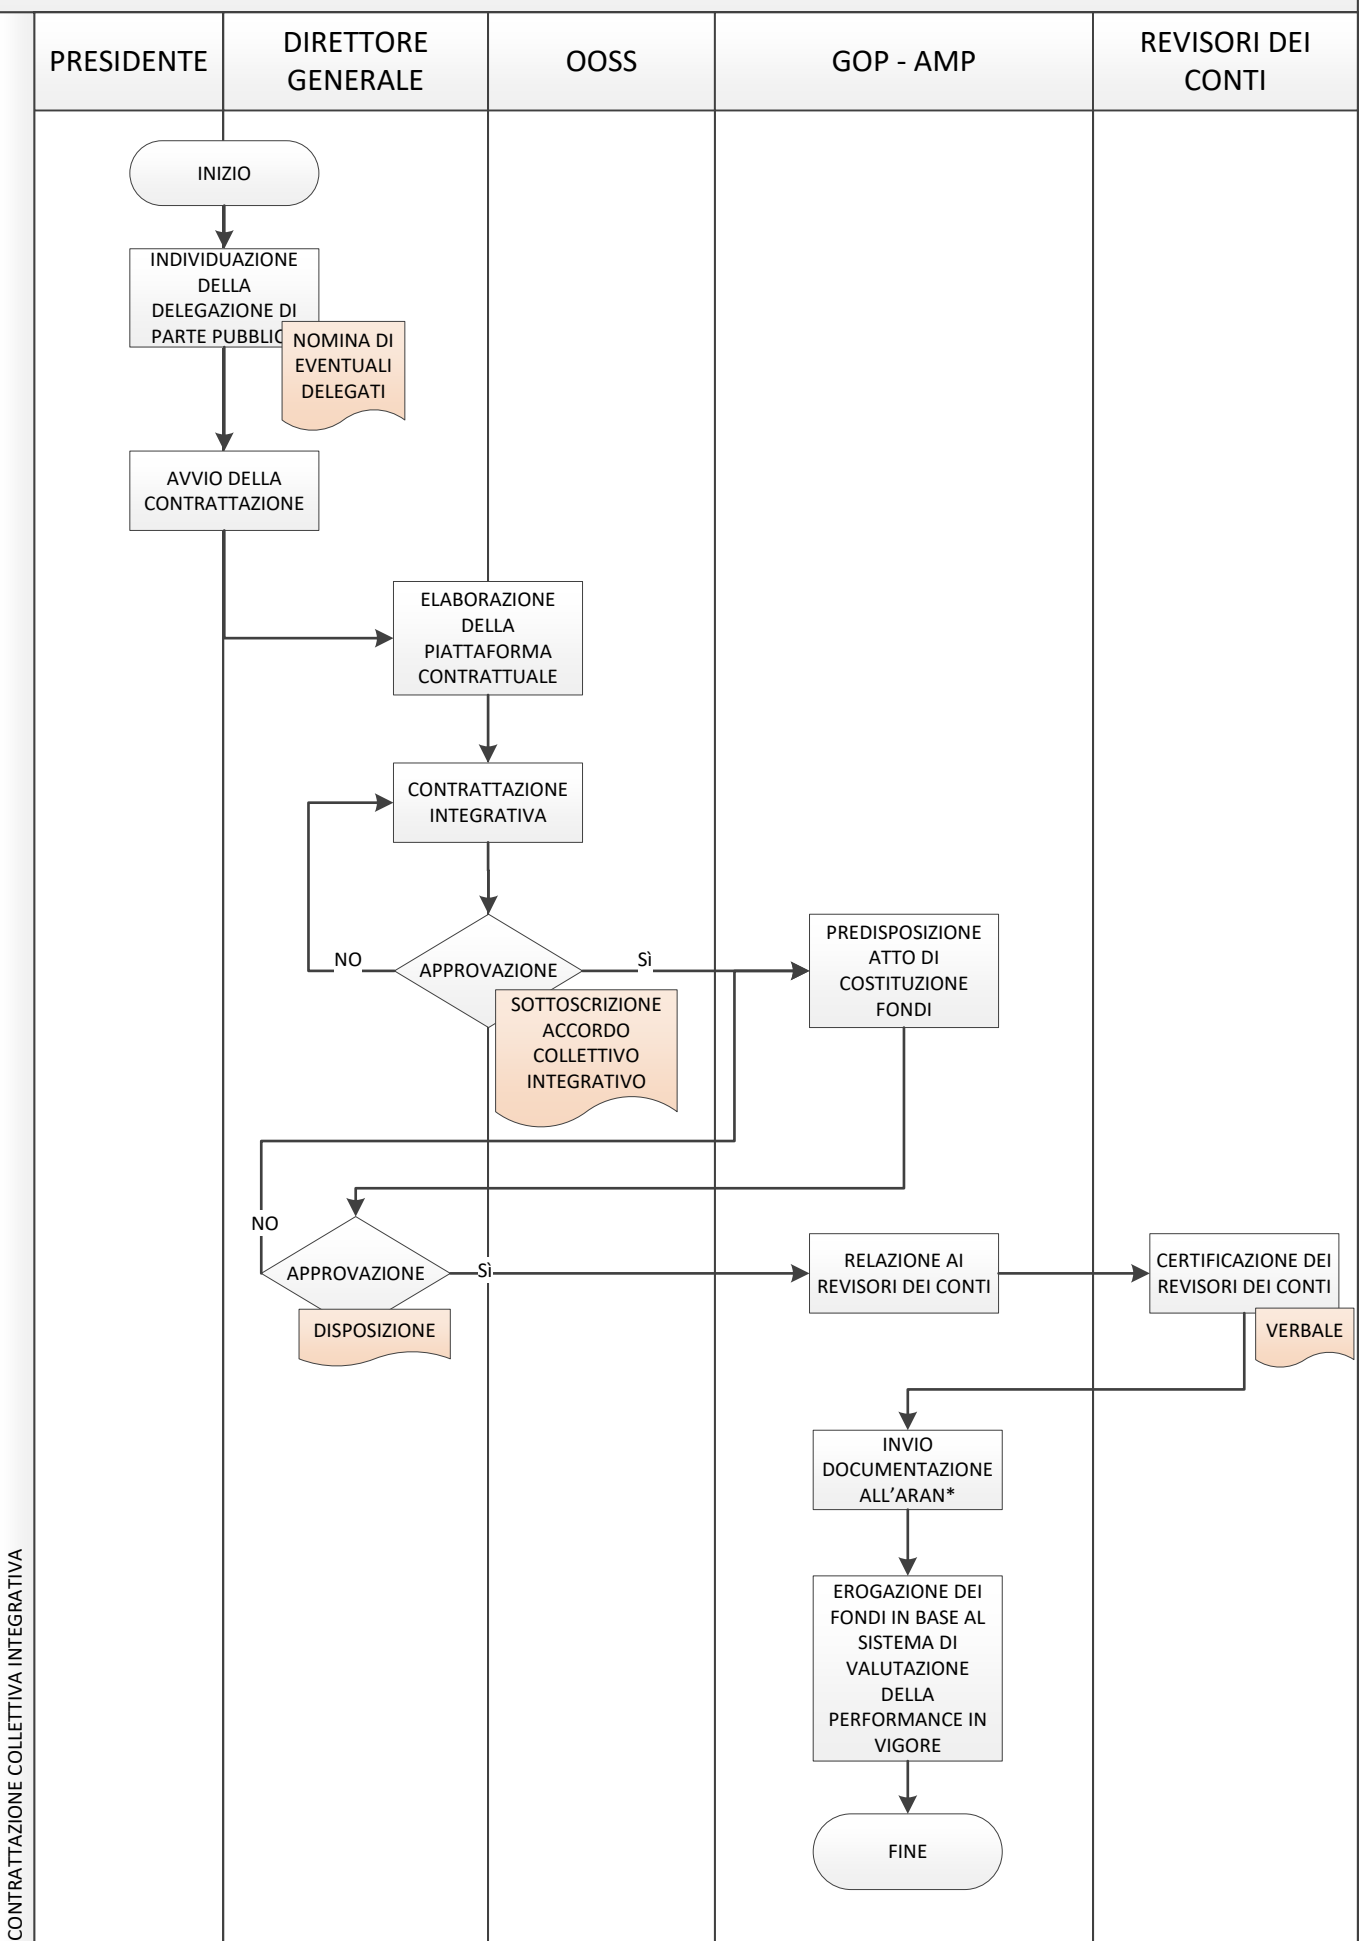 PRESIDENTE
DIRETTORE
GENERALE
OOSS
GOP - AMP
REVISORI DEI
CONTI
INIZIO
INDIVIDUAZIONE
DELLA
DELEGAZIONE DI
PARTE PUBBLIC
NOMINA DI
EVENTUALI
DELEGATI
AVVIO DELLA
CONTRATTAZIONE
ELABORAZIONE
DELLA
PIATTAFORMA
CONTRATTUALE
CONTRATTAZIONE
INTEGRATIVA
NO
APPROVAZIONE
Sì
SOTTOSCRIZIONE
ACCORDO
COLLETTIVO
INTEGRATIVO
PREDISPOSIZIONE
ATTO DI
COSTITUZIONE
FONDI
NO
APPROVAZIONE
Sì
DISPOSIZIONE
RELAZIONE AI
REVISORI DEI CONTI
CERTIFICAZIONE DEI
REVISORI DEI CONTI
VERBALE
INVIO
DOCUMENTAZIONE
ALL’ARAN*
EROGAZIONE DEI
FONDI IN BASE AL
SISTEMA DI
VALUTAZIONE
DELLA
PERFORMANCE IN
VIGORE
FINE
CONTRATTAZIONE COLLETTIVA INTEGRATIVA